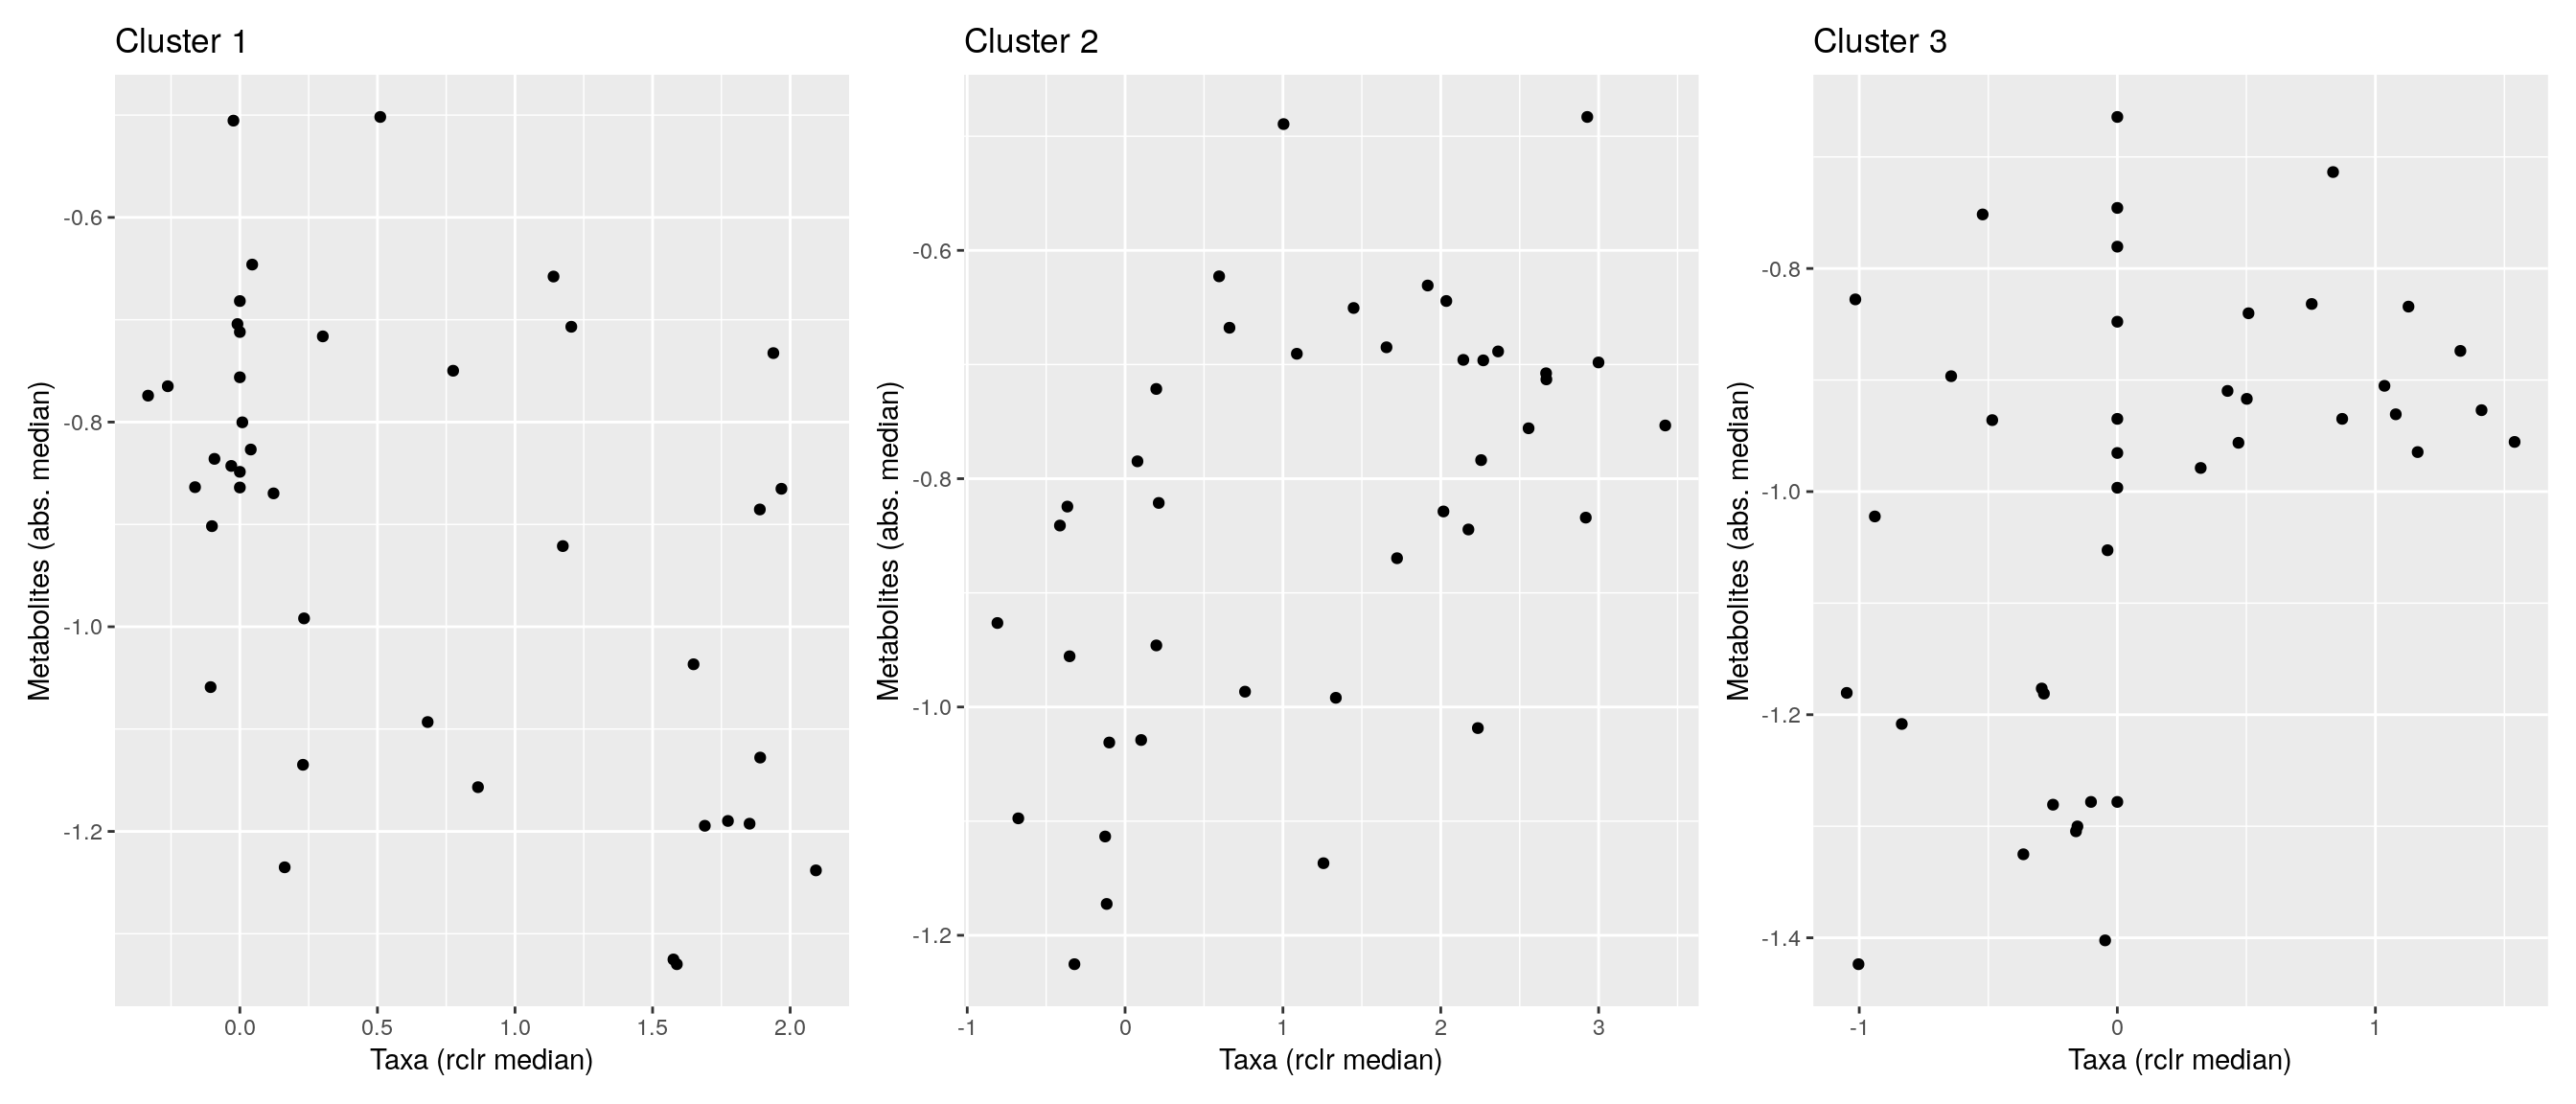 Cluster 1
Metabolites (abs. median)
-0.6
-0.8
-1.0
-1.2
0.0 0.5 1.0 1.5 2.0
Taxa (rclr median)
Cluster 2
Metabolites (abs. median)
-0.6
-0.8
-1.0
-1.2
-1 0 1 2 3
Taxa (rclr median)
Cluster 3
Metabolites (abs. median)
-0.8
-1.0
-1.2
-1.4
-1 0 1
Taxa (rclr median)